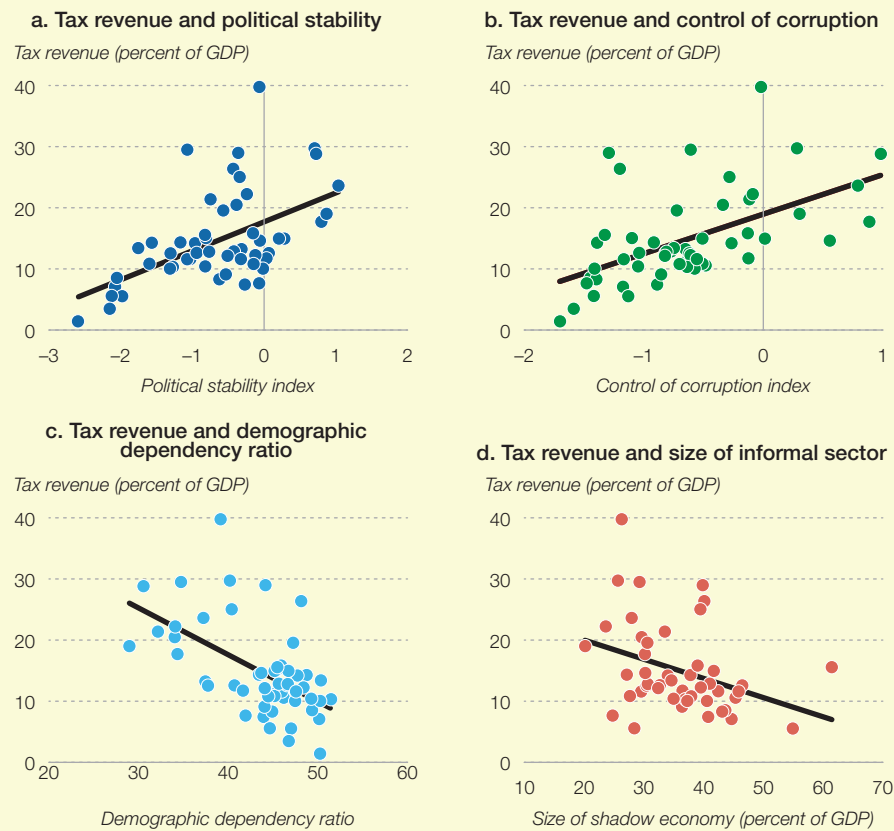 a. Tax revenue and political stability
Tax revenue (percent of GDP)
40
30
20
10
0
–3 –2 –1 0 1 2
Political stability index
b. Tax revenue and control of corruption
Tax revenue (percent of GDP)
40
30
20
10
0
–2 –1 0 1
Control of corruption index
c. Tax revenue and demographic
dependency ratio
Tax revenue (percent of GDP)
40
30
20
10
0
20 30 40 50 60
Demographic dependency ratio
d. Tax revenue and size of informal sector
Tax revenue (percent of GDP)
40
30
20
10
0
10 20 30 40 50 60 70
Size of shadow economy (percent of GDP)